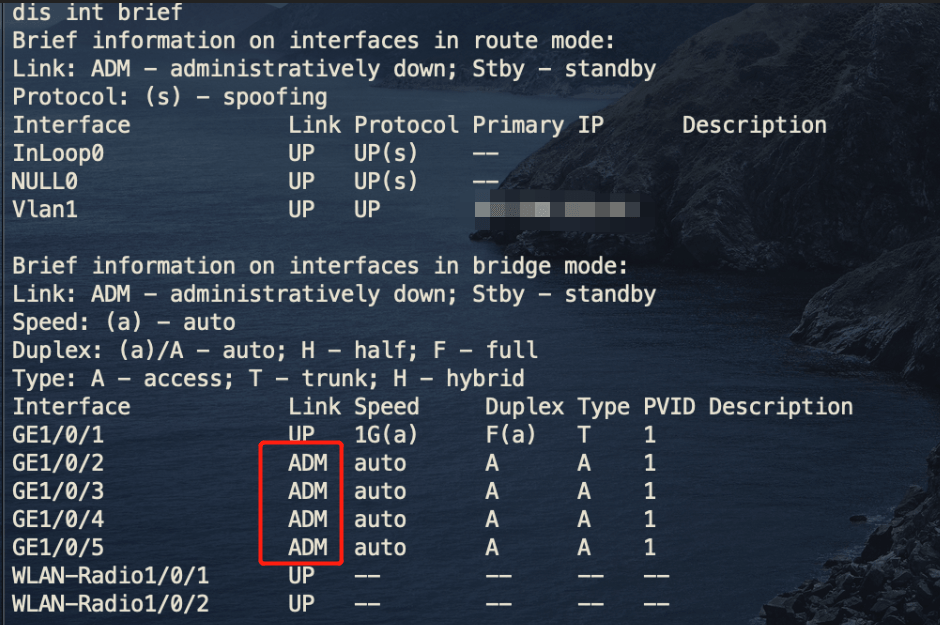 dis int brief
Brief information on interfaces in route mode:
Link: ADM - administratively down; Stby - standby
Protocol: (s) - spoofing
Interface Link Protocol Primary IP Description
InLoop0 UP UP(s) --
NULL0 UP UP(s) --
Vlan1 UP UP
Brief information on interfaces in bridge mode:
Link: ADM - administratively down; Stby - standby
Speed: (a) - auto
Duplex: (a)/A - auto; H - half; F - full
Type: A - access; T - trunk; H - hybrid
Interface Link Speed Duplex Type PVID Description
GE1/0/1 UP 1G(a) F(a) T 1
GE1/0/2 ADM auto A A 1
GE1/0/3 ADM auto A A 1
GE1/0/4 ADM auto A A 1
GE1/0/5 ADM auto A A 1
WLAN-Radio1/0/1 UP -- -- -- --
WLAN-Radio1/0/2 UP -- -- -- --